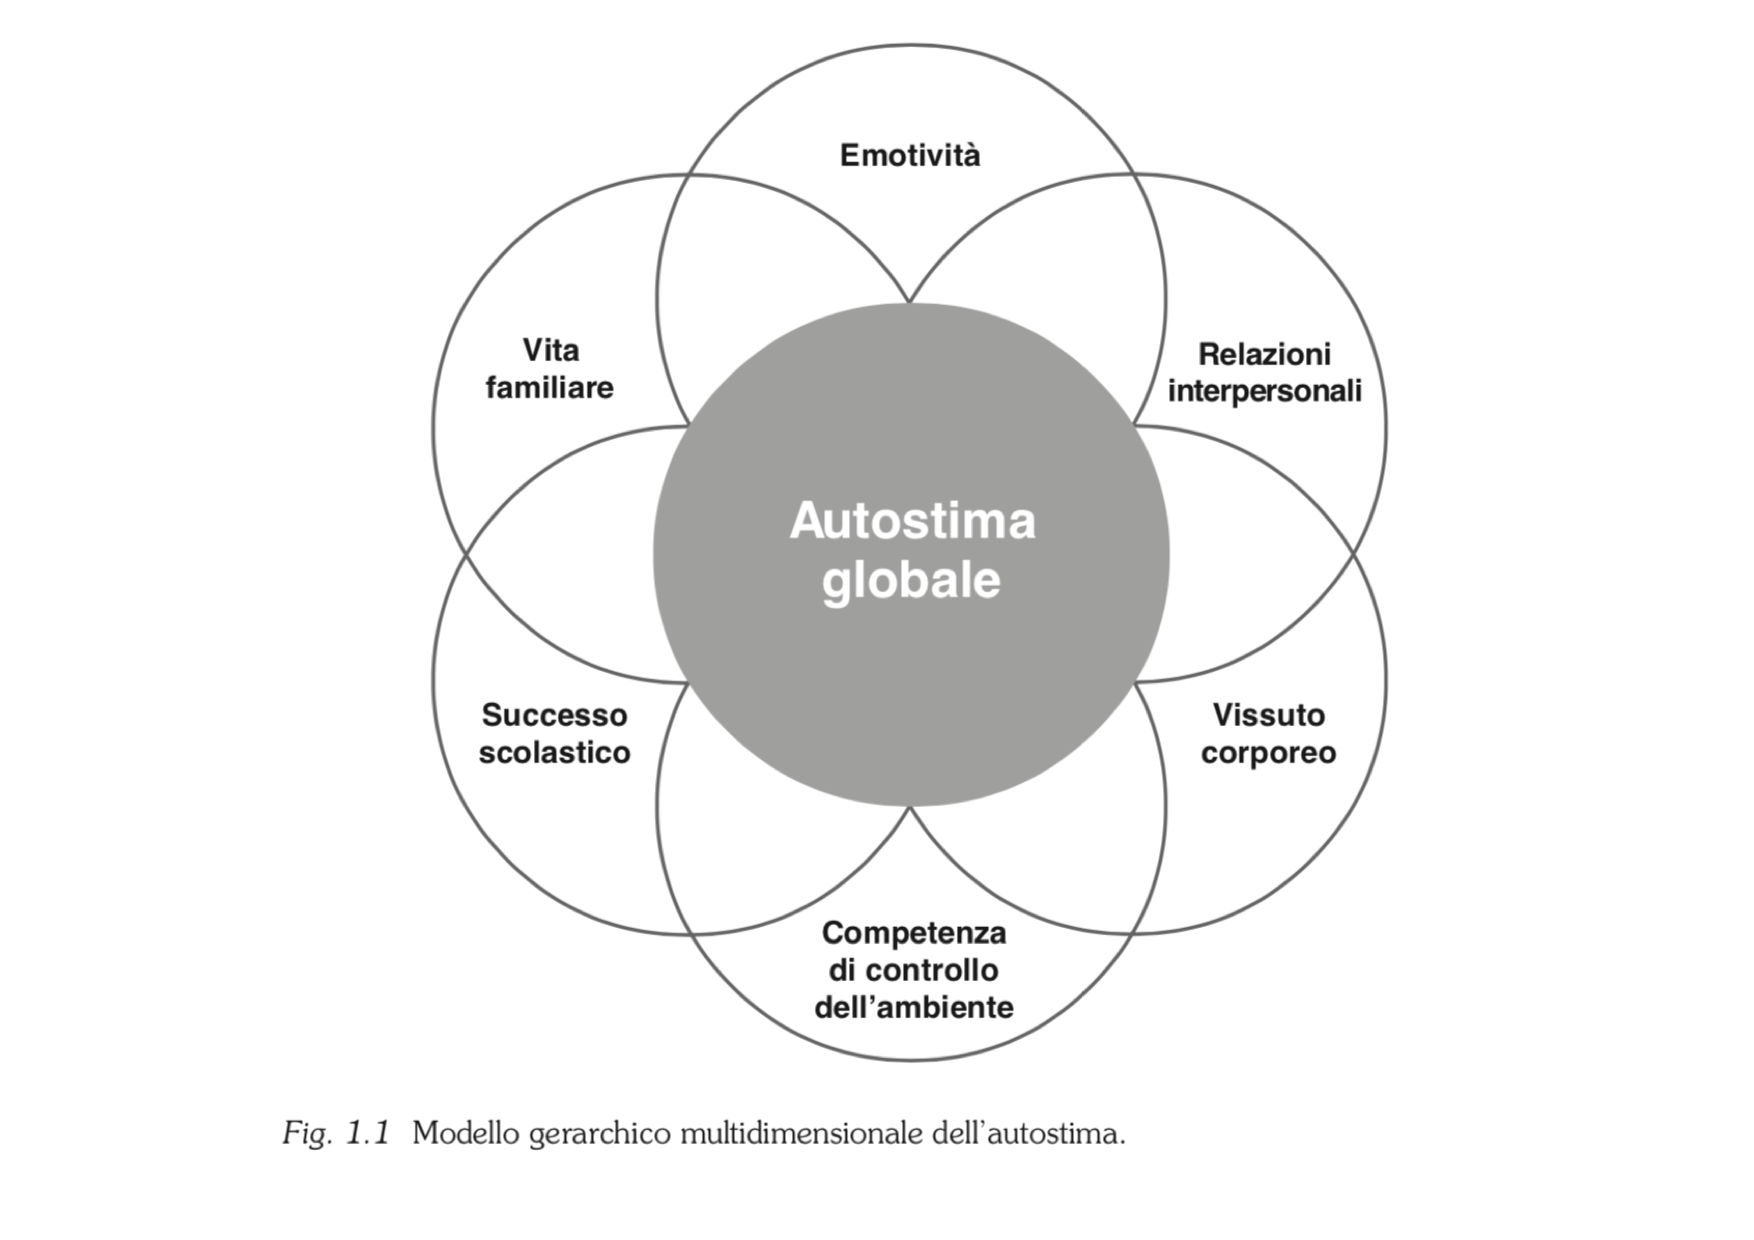 Emotività
Vita
familiare
Relazioni
interpersonali
Autostima
globale
Successo
scolastico
Vissuto
corporeo
Competenza
di controllo
dell’ambiente
Fig. 1.1 Modello gerarchico multidimensionale dell’autostima.